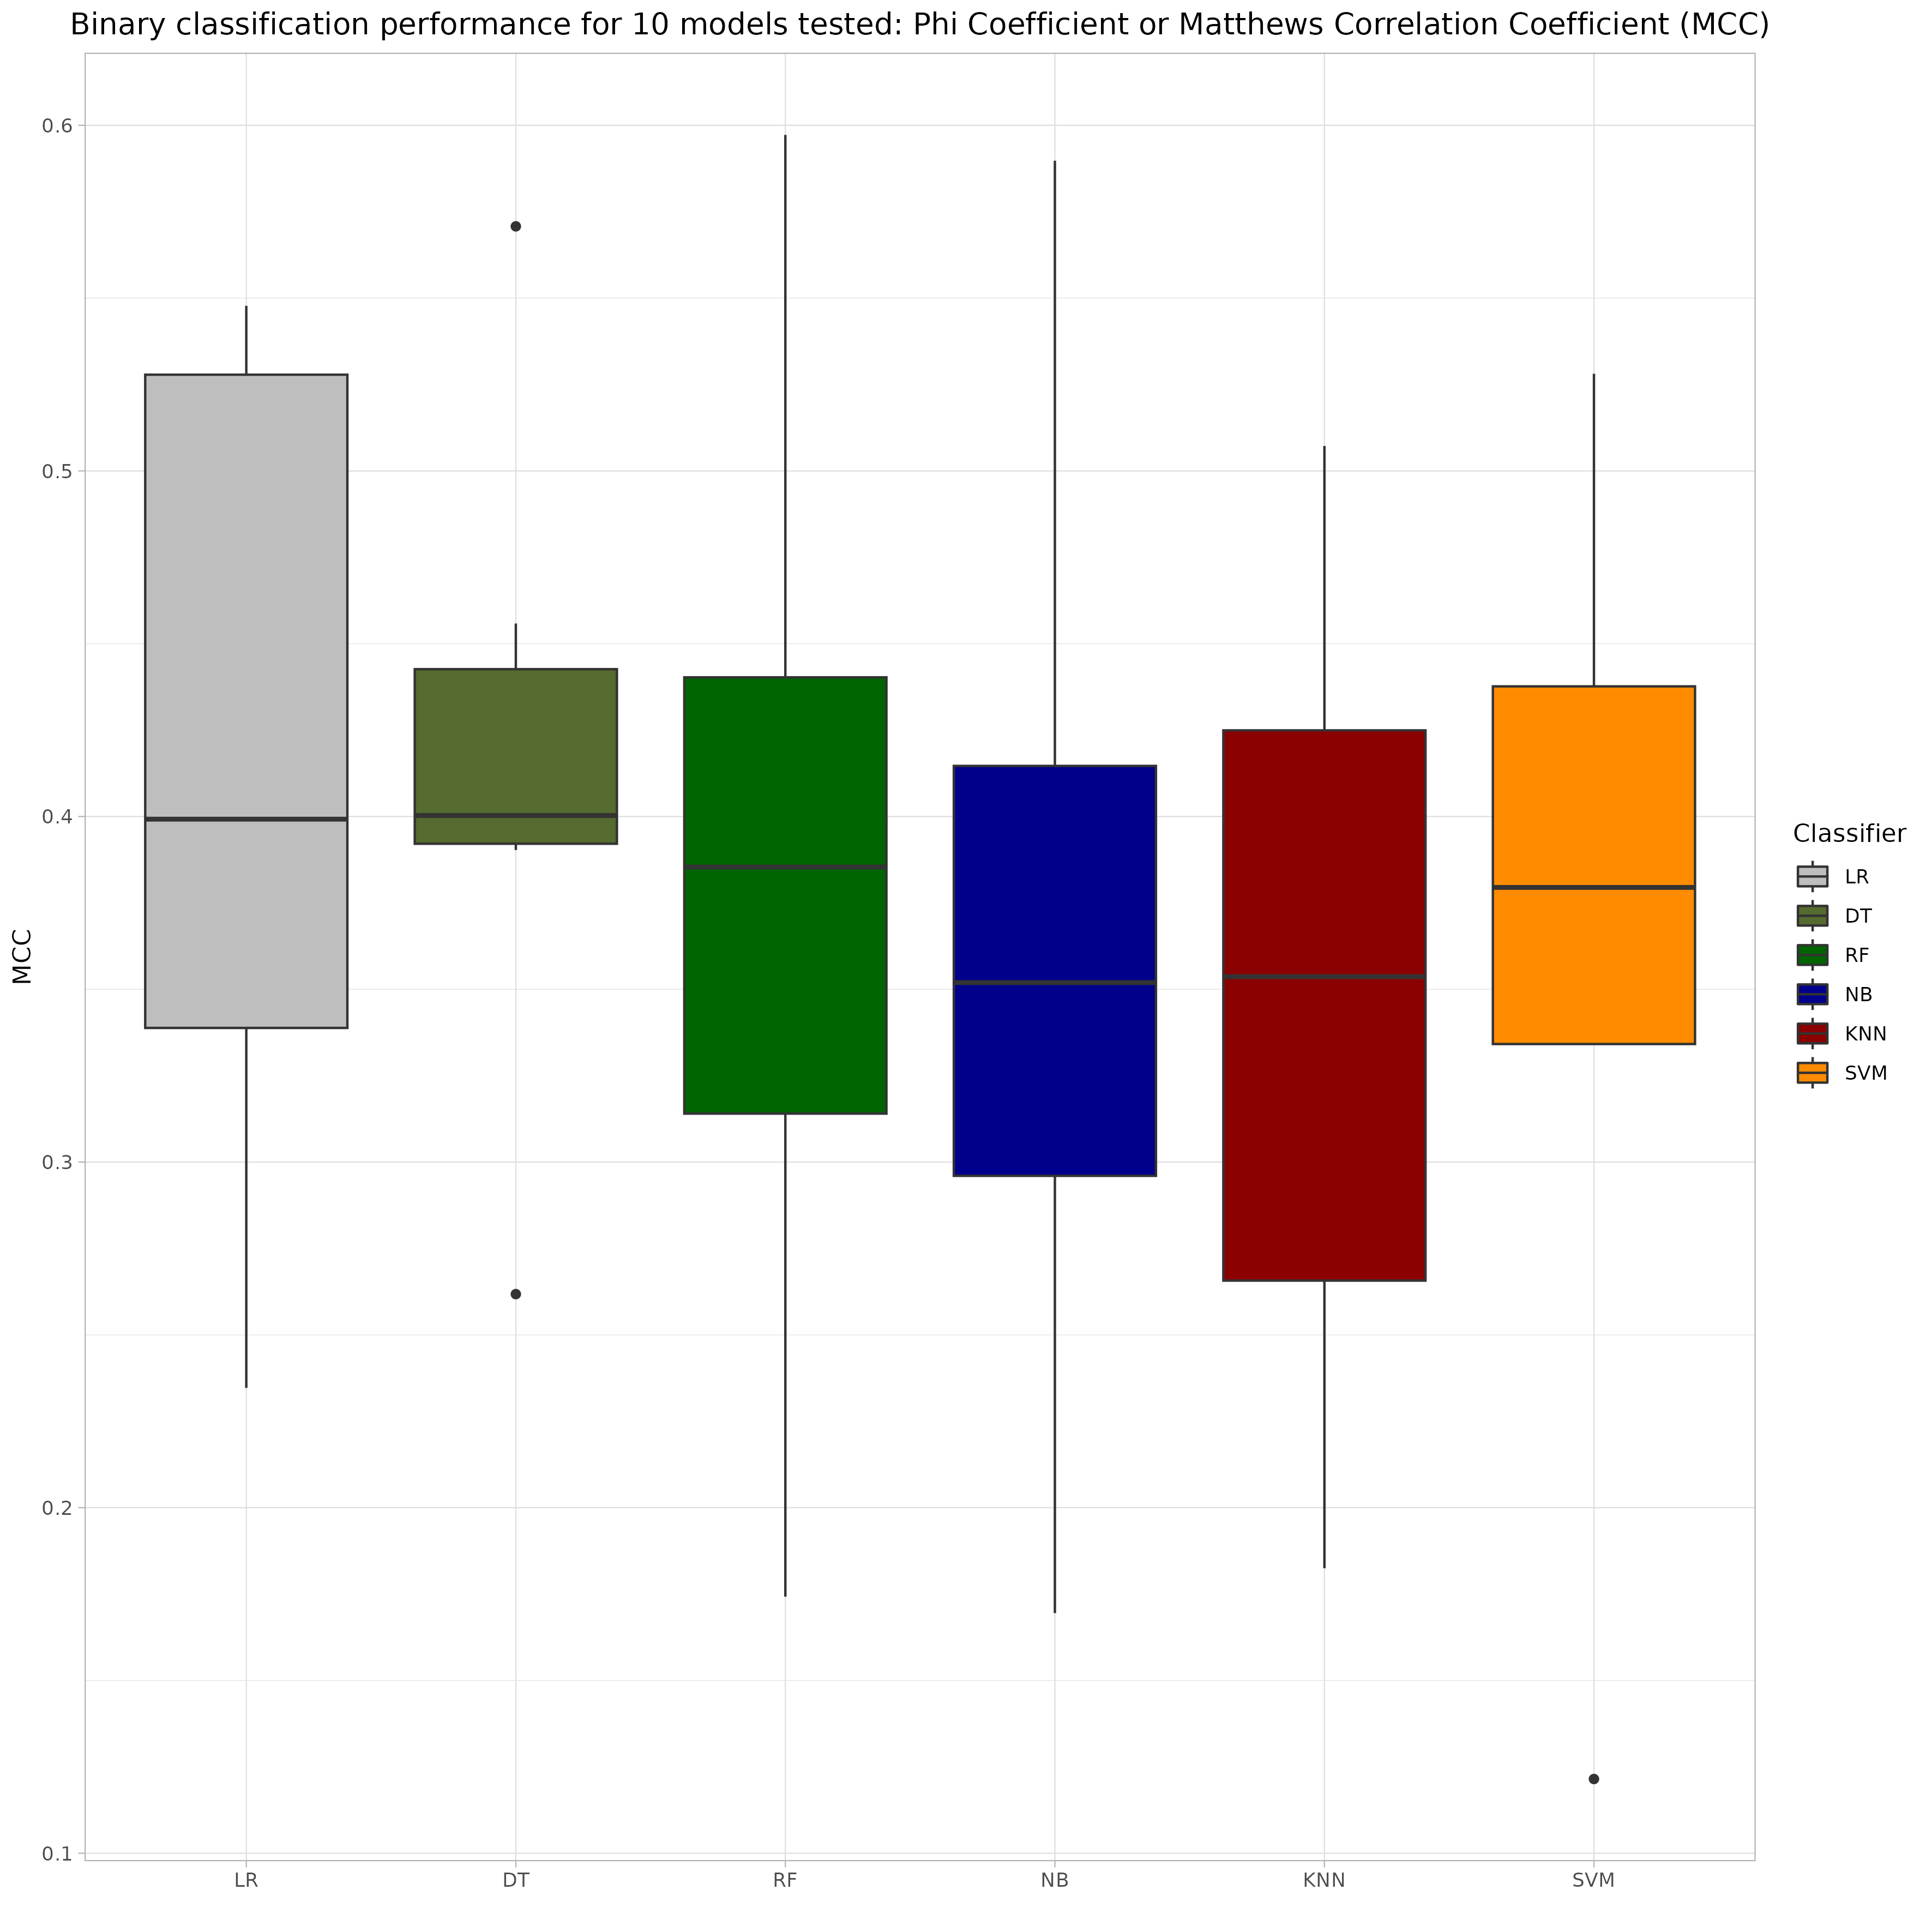 Binary classification performance for 10 models tested: Phi Coefficient or Matthews Correlation Coefficient (MCC)
MCC
0.6
0.5
0.4
0.3
0.2
0.1
LR
DT
RF
NB
KNN
SVM
Classifier
LR
DT
RF
NB
KNN
SVM